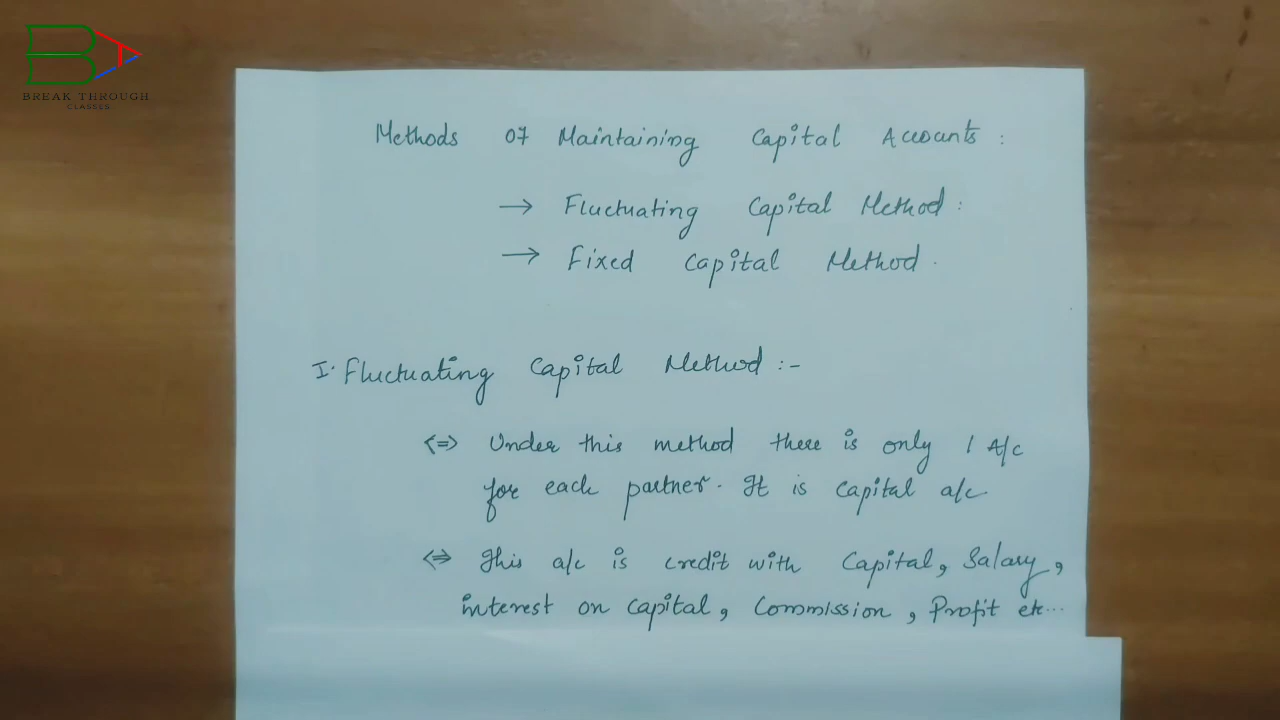 BREAK THROUGH
CLASSES
Methods of Maintaining Capital Accounts :
→ Fluctuating Capital Method :
→ Fixed Capital Method .
I. Fluctuating Capital Method :-
<=> Under this method there is only 1 A/c
for each partner. It is Capital a/c
<=> This a/c is credit with Capital, Salary,
interest on Capital, Commission, Profit etc...